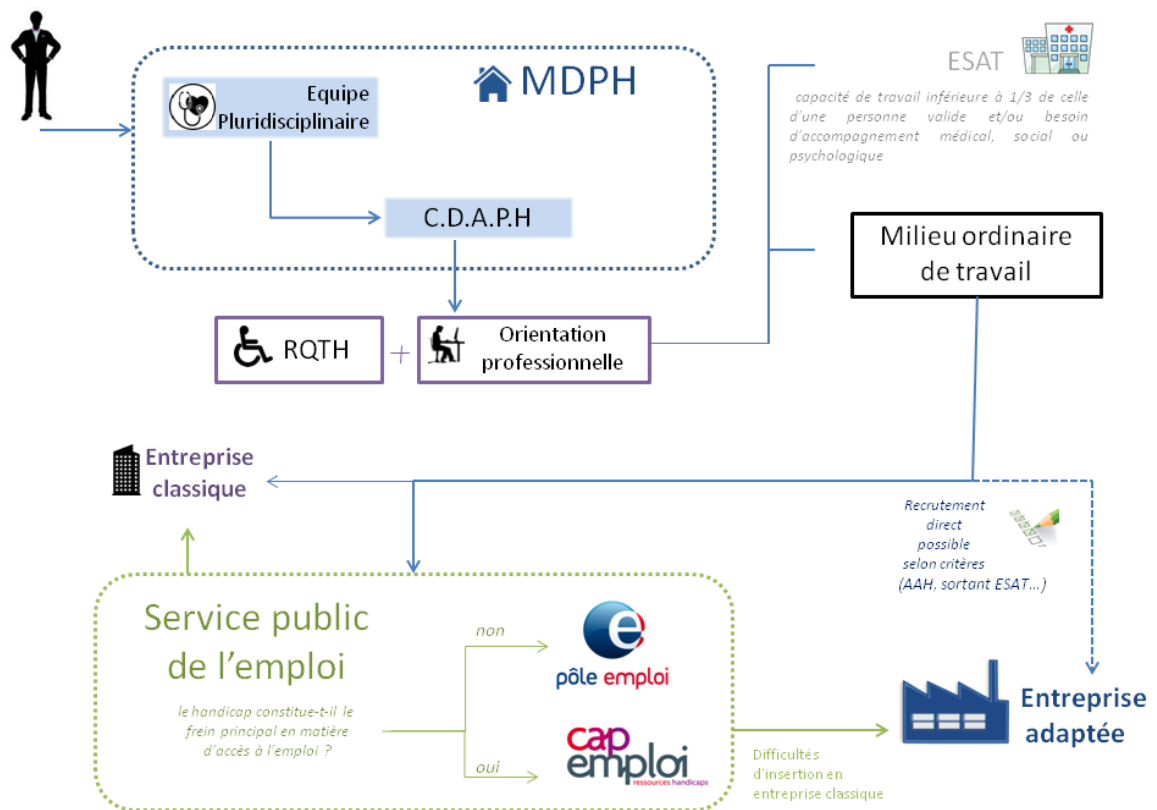 MDPH
Equipe
Pluridisciplinaire
C.D.A.P.H
ESAT
capacité de travail inférieure à 1/3 de celle
d'une personne valide et/ou besoin
d'accompagnement médical, social ou
psychologique
Milieu ordinaire
de travail
RQTH
+
Orientation
professionnelle
Entreprise
classique
Recrutement
direct
possible
selon critères
(AAH, sortant ESAT...)
Service public
de l'emploi
le handicap constitue-t-il le
frein principal en matière
d'accès à l'emploi ?
non
e
pôle emploi
oui
cap
emploi
ressources handicaps
Difficultés
d'insertion en
entreprise classique
Entreprise
adaptée